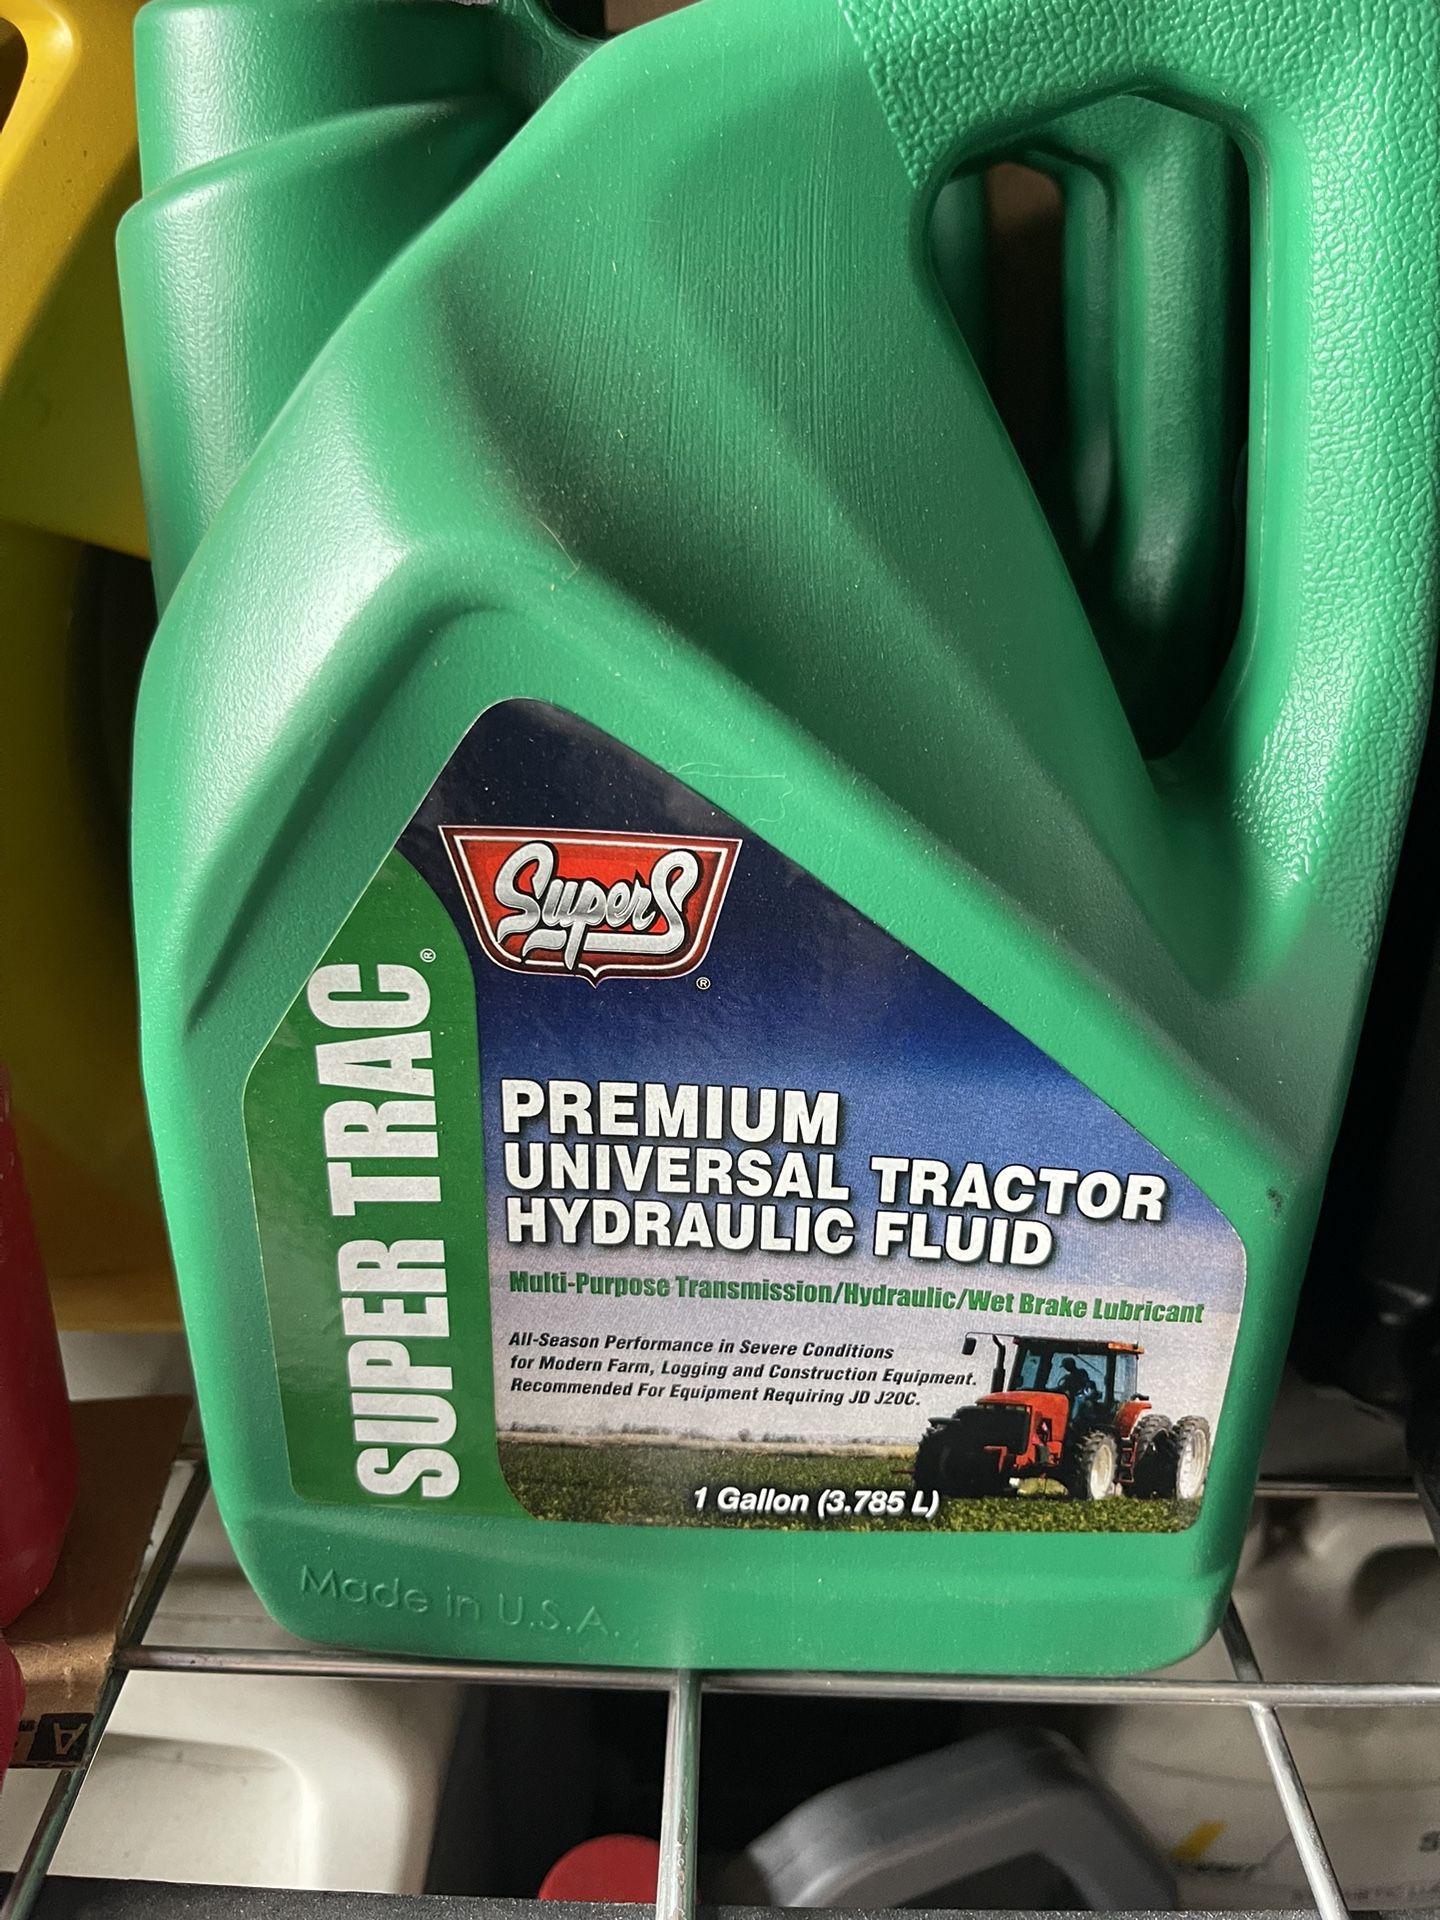 SuperS
®
SUPER TRAC®
PREMIUM
UNIVERSAL TRACTOR
HYDRAULIC FLUID
Multi-Purpose Transmission/Hydraulic/Wet Brake Lubricant
All-Season Performance in Severe Conditions
for Modern Farm, Logging and Construction Equipment.
Recommended For Equipment Requiring JD J20C.
1 Gallon (3.785 L)
Made in U.S.A.